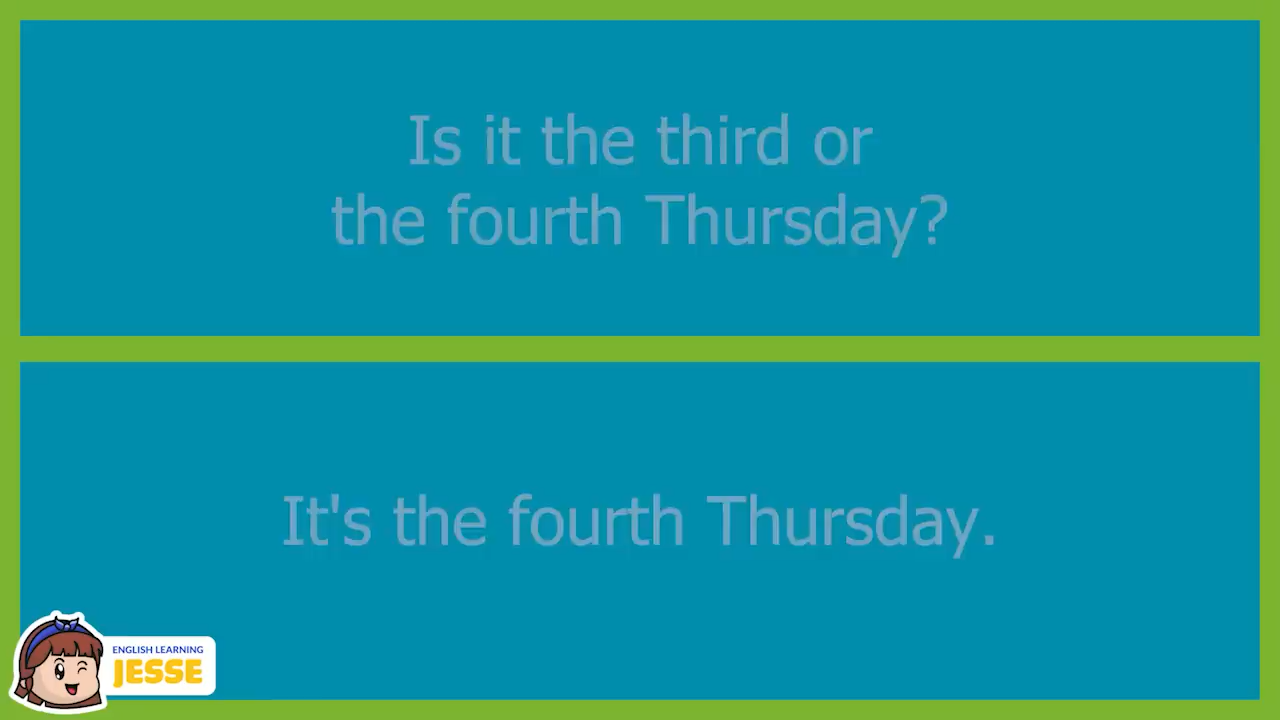 Is it the third or
the fourth Thursday?
It's the fourth Thursday.
ENGLISH LEARNING
JESSE